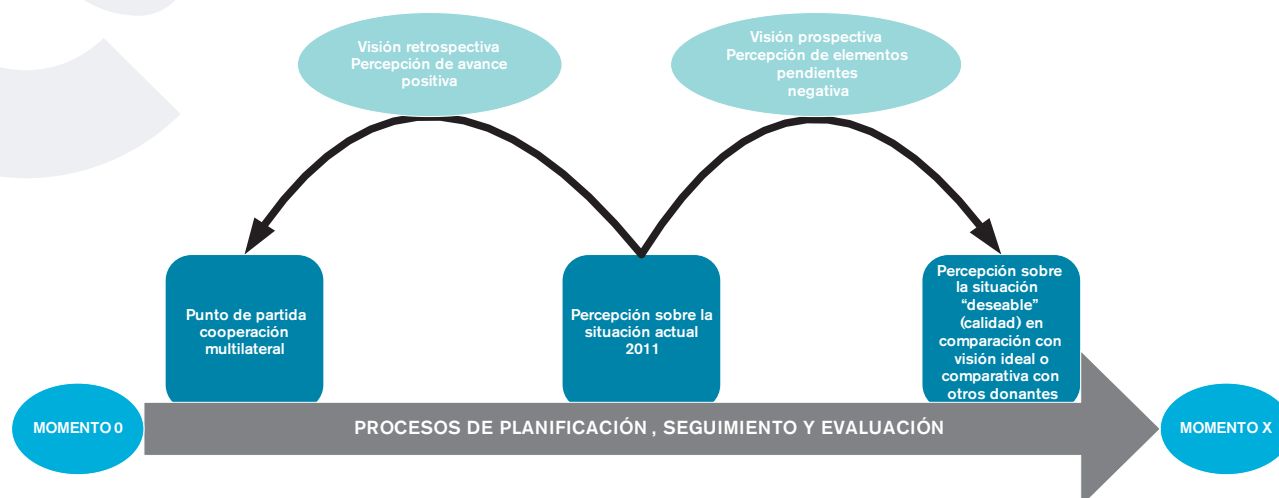 Visión retrospectiva
Percepción de avance
positiva
Visión prospectiva
Percepción de elementos
pendientes
negativa
Punto de partida
cooperación
multilateral
Percepción sobre la
situación actual
2011
Percepción sobre
la situación
“deseable”
(calidad) en
comparación con
visión ideal o
comparativa con
otros donantes
MOMENTO 0
PROCESOS DE PLANIFICACIÓN , SEGUIMIENTO Y EVALUACIÓN
MOMENTO X